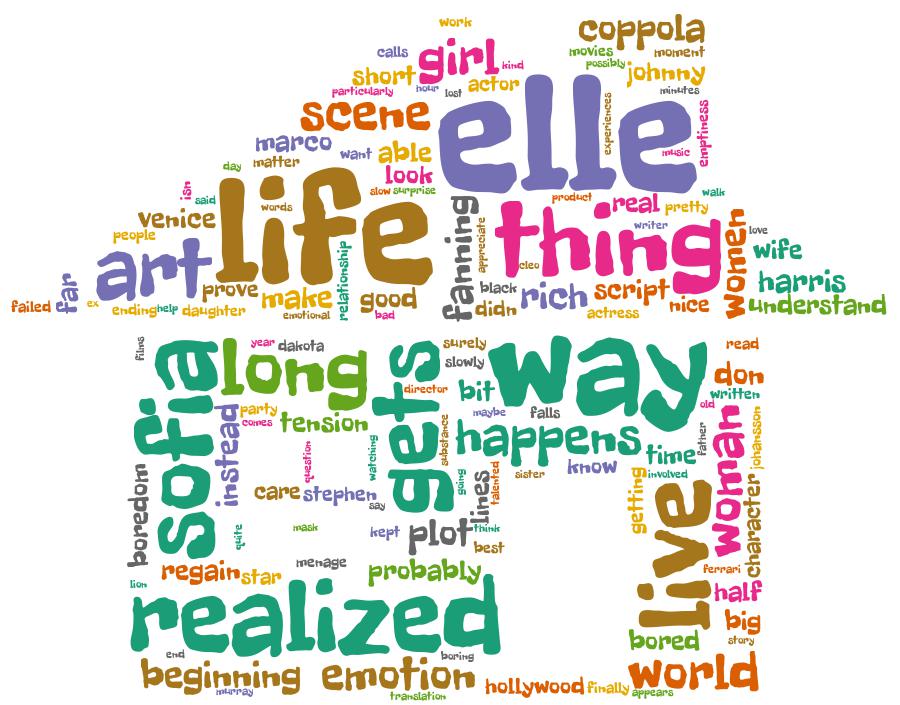 work
coppola
calls
girl
movies
moment
kind
possibly
short
johnny
hour
actor
particularly
lost
minutes
elle
scene
experiences
emptiness
marco
want
able
music
matter
day
look
isn
slow
surprise
life
said
words
product
real
walk
venice
fanning
appreciate
thing
pretty
writer
women
love
people
relationship
wife
art
cleo
far
prove
make
good
black
rich
script
harris
failed
ex
ending
help
daughter
emotional
bad
didn
actress
nice
understand
films
sofia
year
dakota
gets
surely
way
read
long
slowly
don
director
bit
written
instead
party
maybe
falls
old
comes
tension
substance
happens
woman
father
johansson
question
watching
time
boredom
going
talented
sister
know
involved
care
stephen
lines
getting
live
character
say
quite
mask
kept
plot
think
best
menage
regain
star
probably
ferrari
lion
realized
half
big
bored
story
end
boring
beginning
emotion
world
murray
translation
hollywood
finally
appears